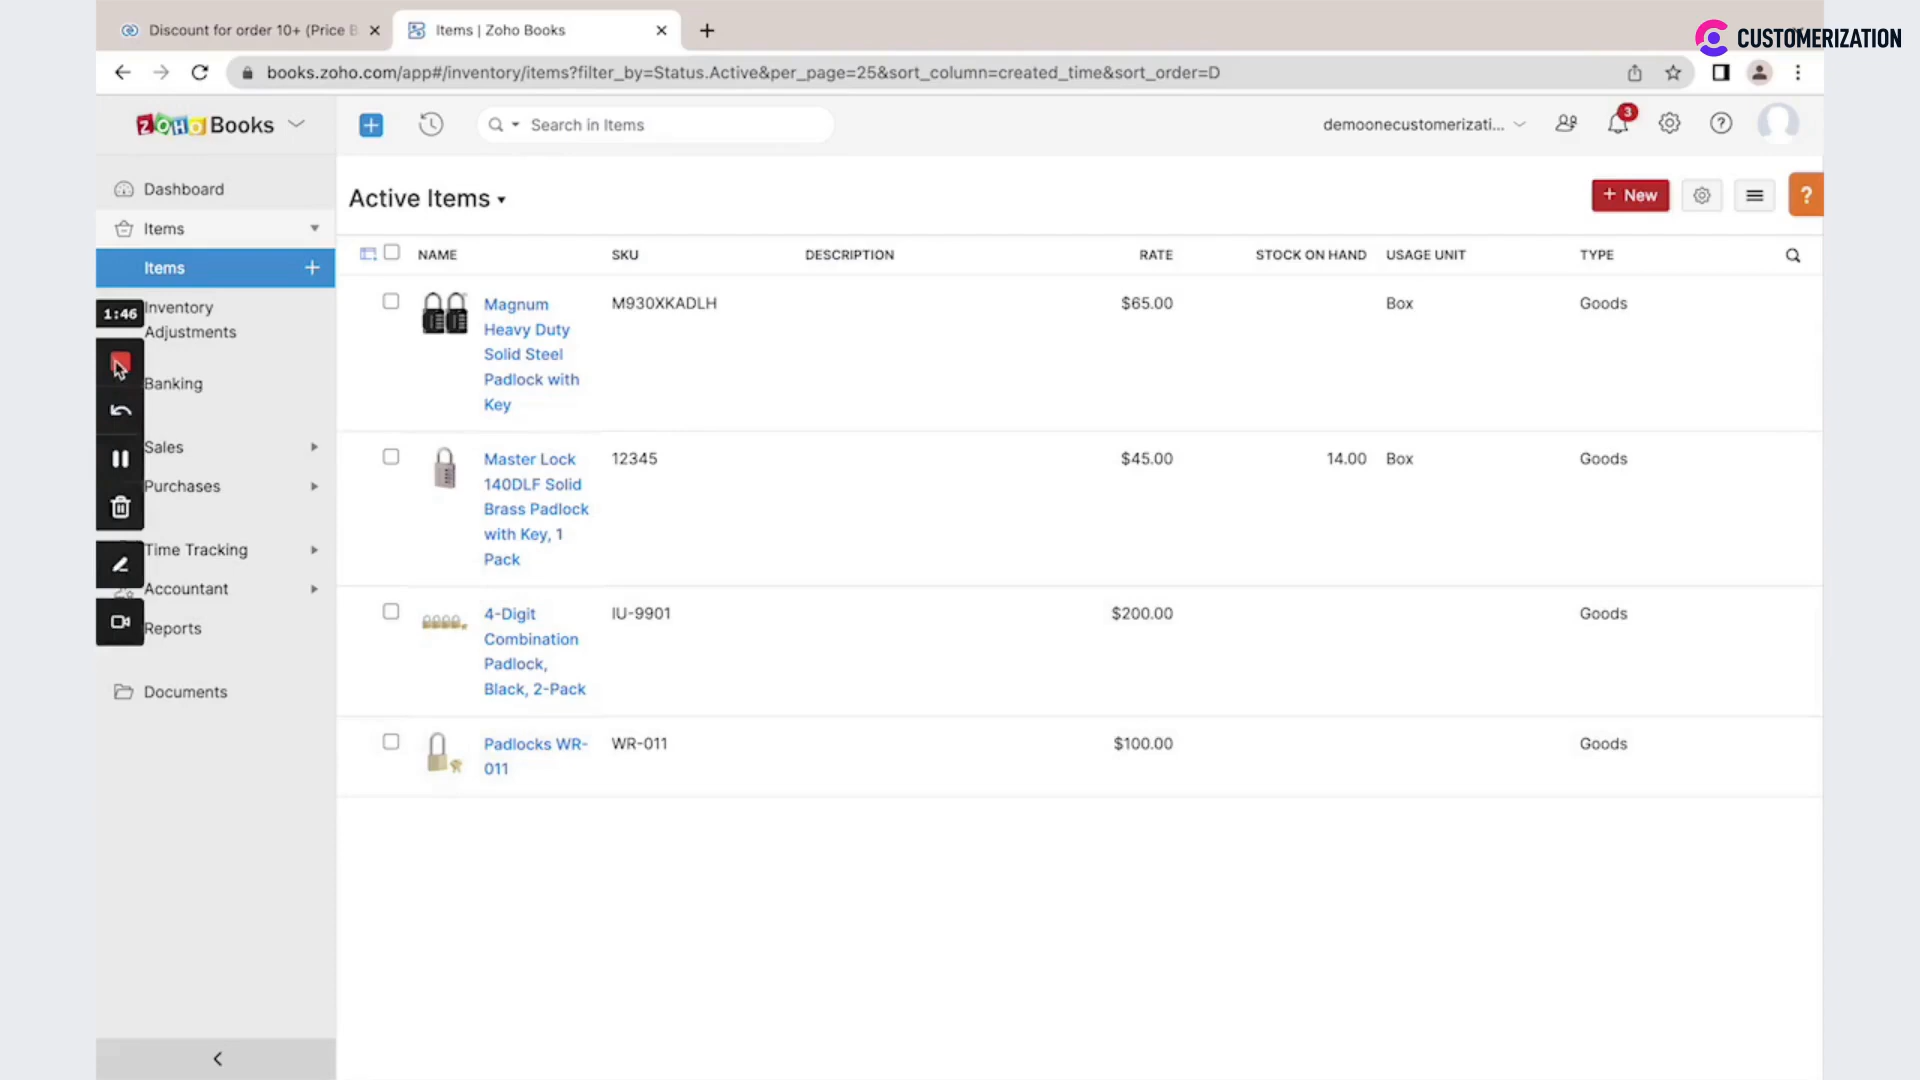 Discount for order 10+ (Price B
Items | Zoho Books
CUSTOMERIZATION
books.zoho.com/app#/inventory/items?filter_by=Status.Active&per_page=25&sort_column=created_time&sort_order=D
ZOHO Books
Search in Items
demoonecustomerizati...
3
Dashboard
Items
Items
Inventory
Adjustments
1:46
Banking
Sales
Purchases
Time Tracking
Accountant
Reports
Documents
Active Items
+ New
?
NAME SKU DESCRIPTION RATE STOCK ON HAND USAGE UNIT TYPE
Magnum M930XKADLH $65.00 Box Goods
Heavy Duty
Solid Steel
Padlock with
Key
Master Lock 12345 $45.00 14.00 Box Goods
140DLF Solid
Brass Padlock
with Key, 1
Pack
4-Digit IU-9901 $200.00 Goods
Combination
Padlock,
Black, 2-Pack
Padlocks WR- WR-011 $100.00 Goods
011